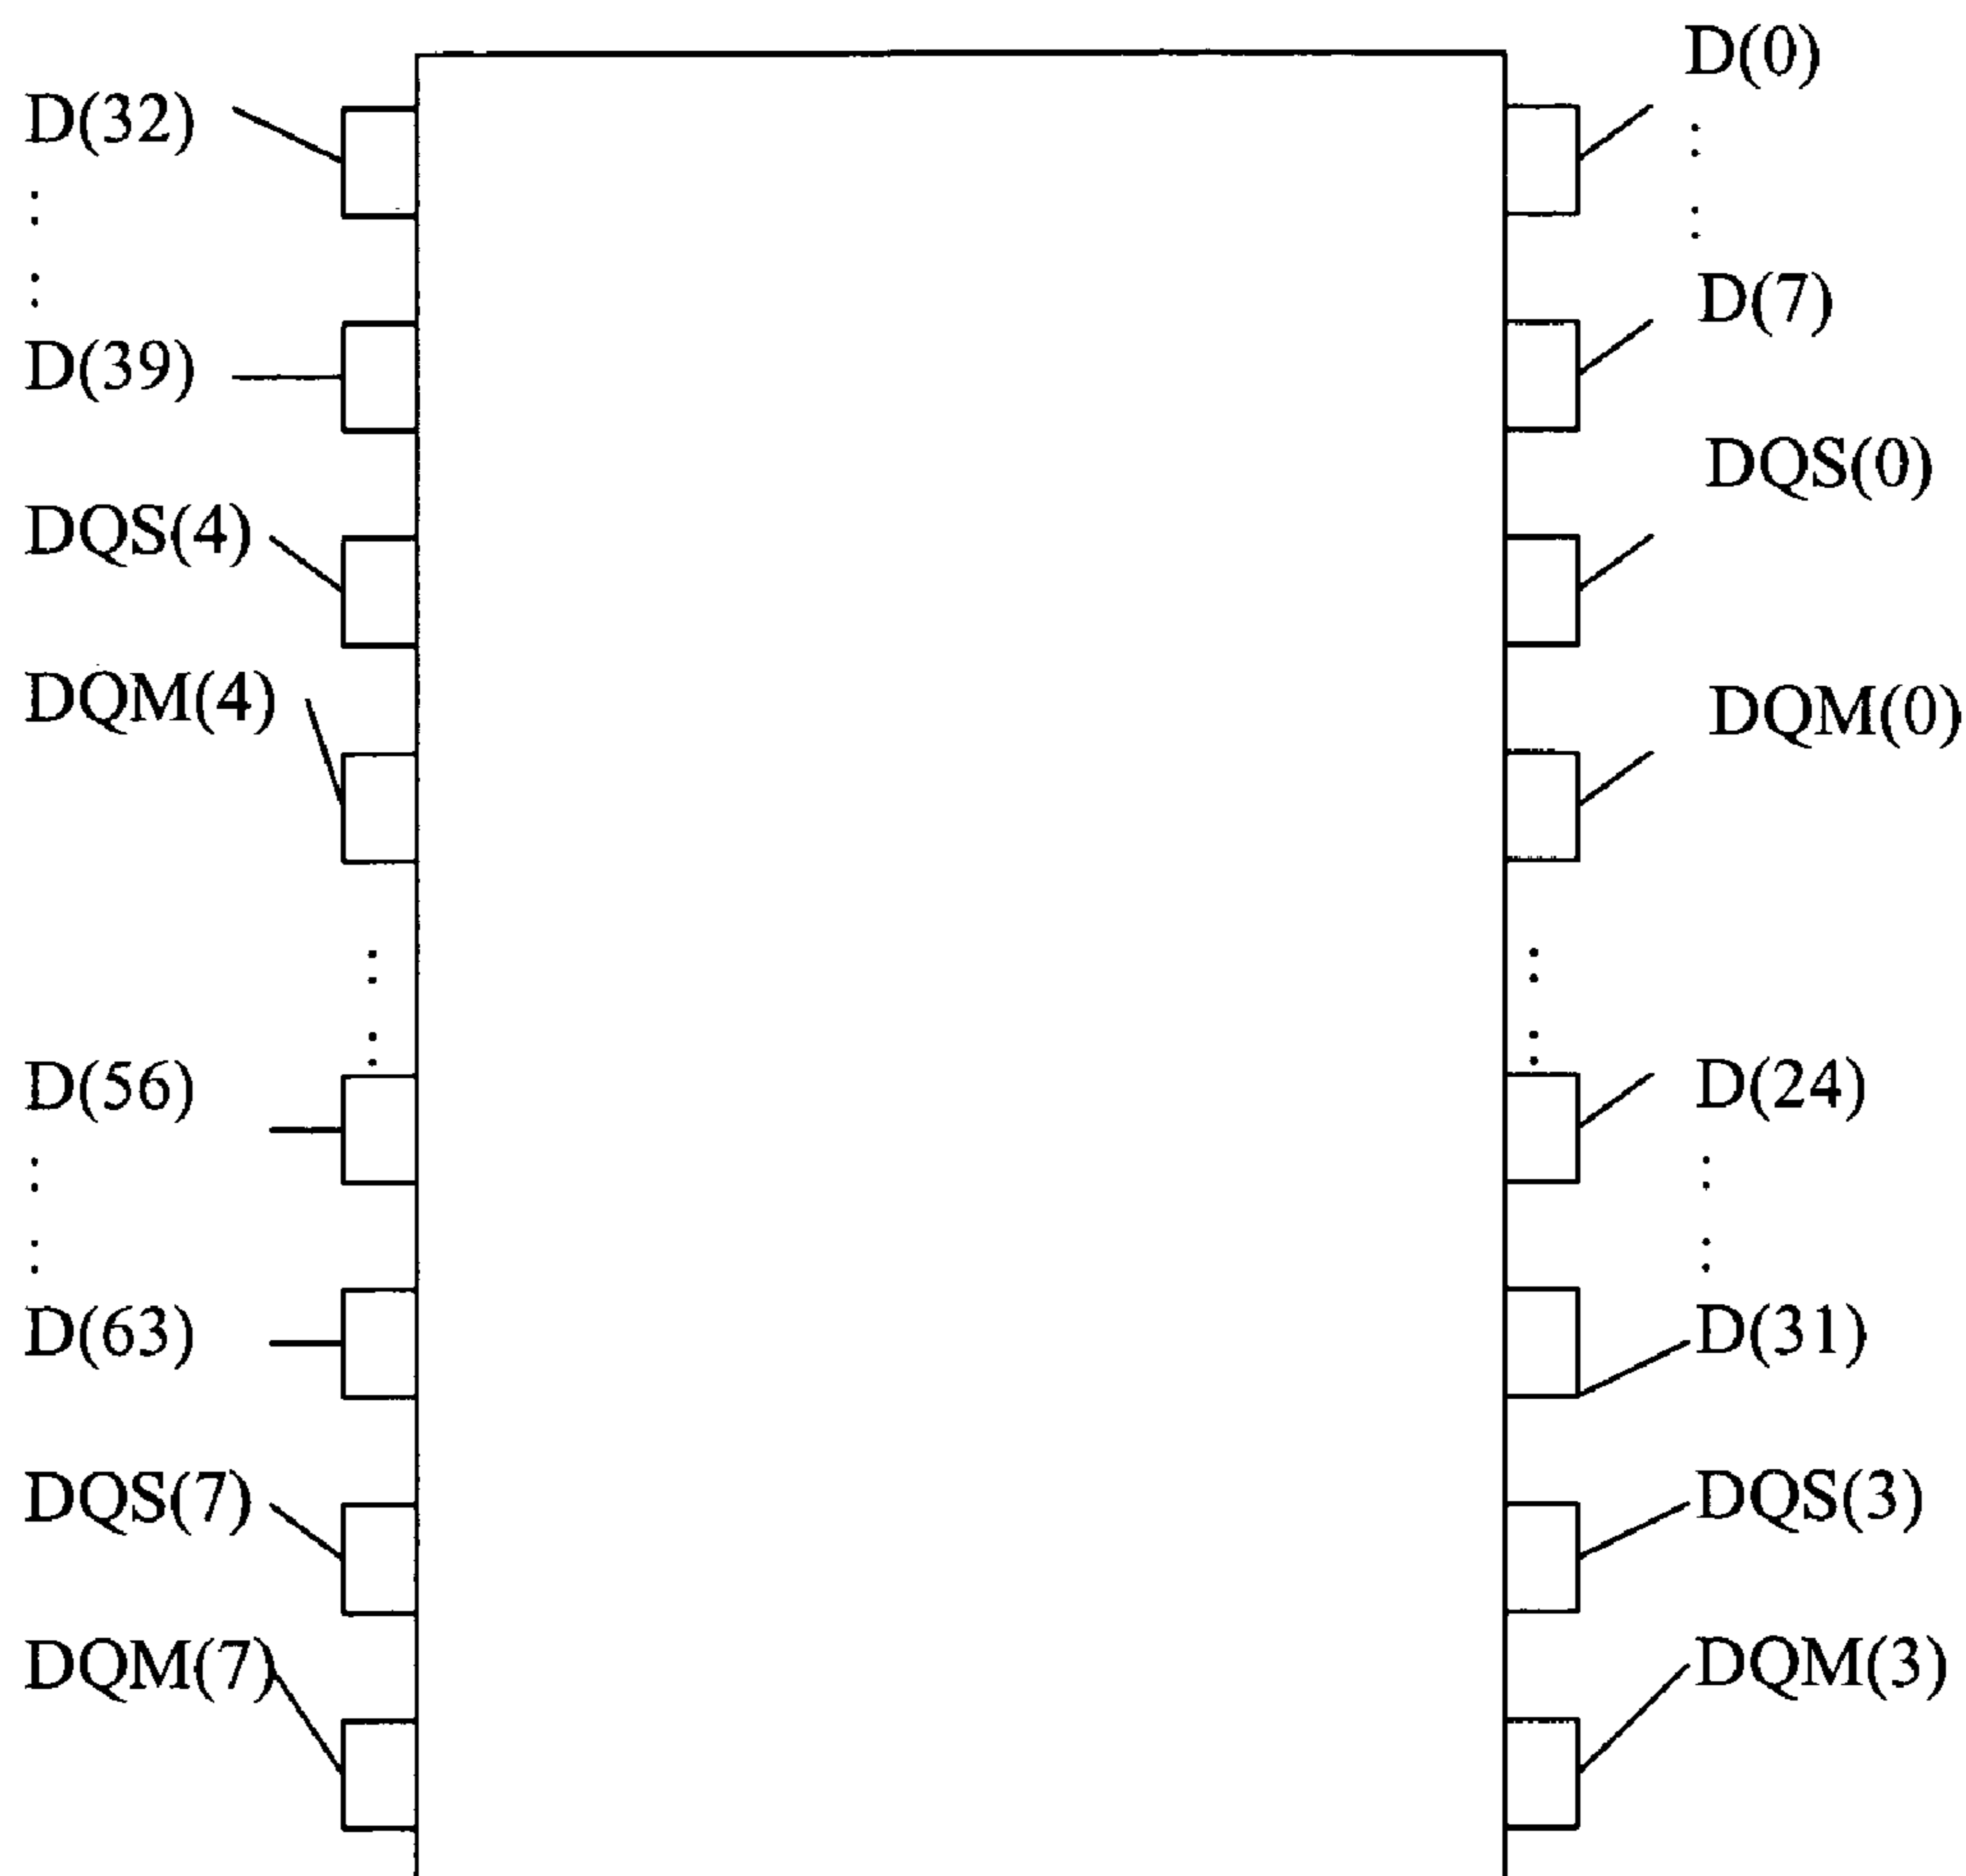 D(32)
D(39)
DQS(4)
DQM(4)
D(56)
D(63)
DQS(7)
DQM(7)
D(0)
D(7)
DQS(0)
DQM(0)
D(24)
D(31)
DQS(3)
DQM(3)